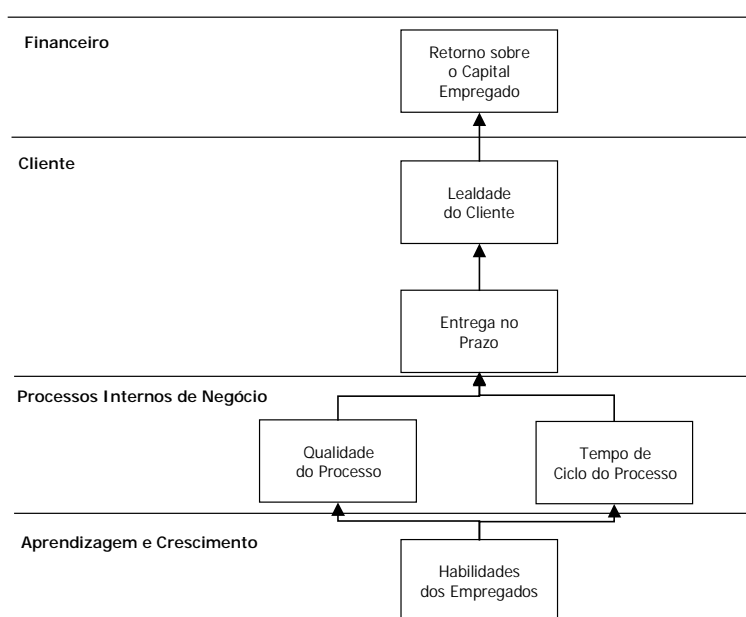 Financeiro
Retorno sobre
o Capital
Empregado
Cliente
Lealdade
do Cliente
Entrega no
Prazo
Processos Internos de Negócio
Qualidade
do Processo
Tempo de
Ciclo do Processo
Aprendizagem e Crescimento
Habilidades
dos Empregados